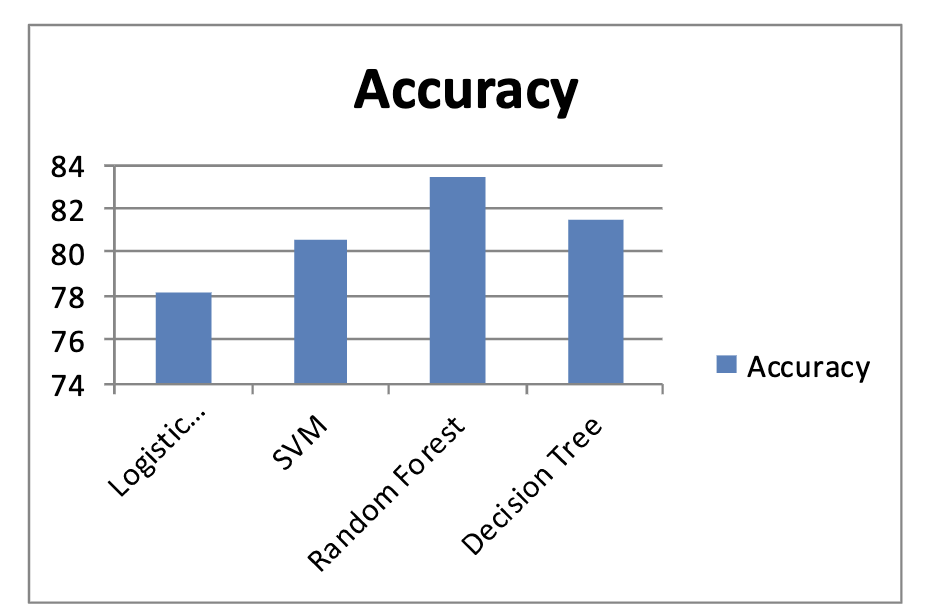 Accuracy
84
82
80
78
76
74
Logistic...
SVM
Random Forest
Decision Tree
Accuracy